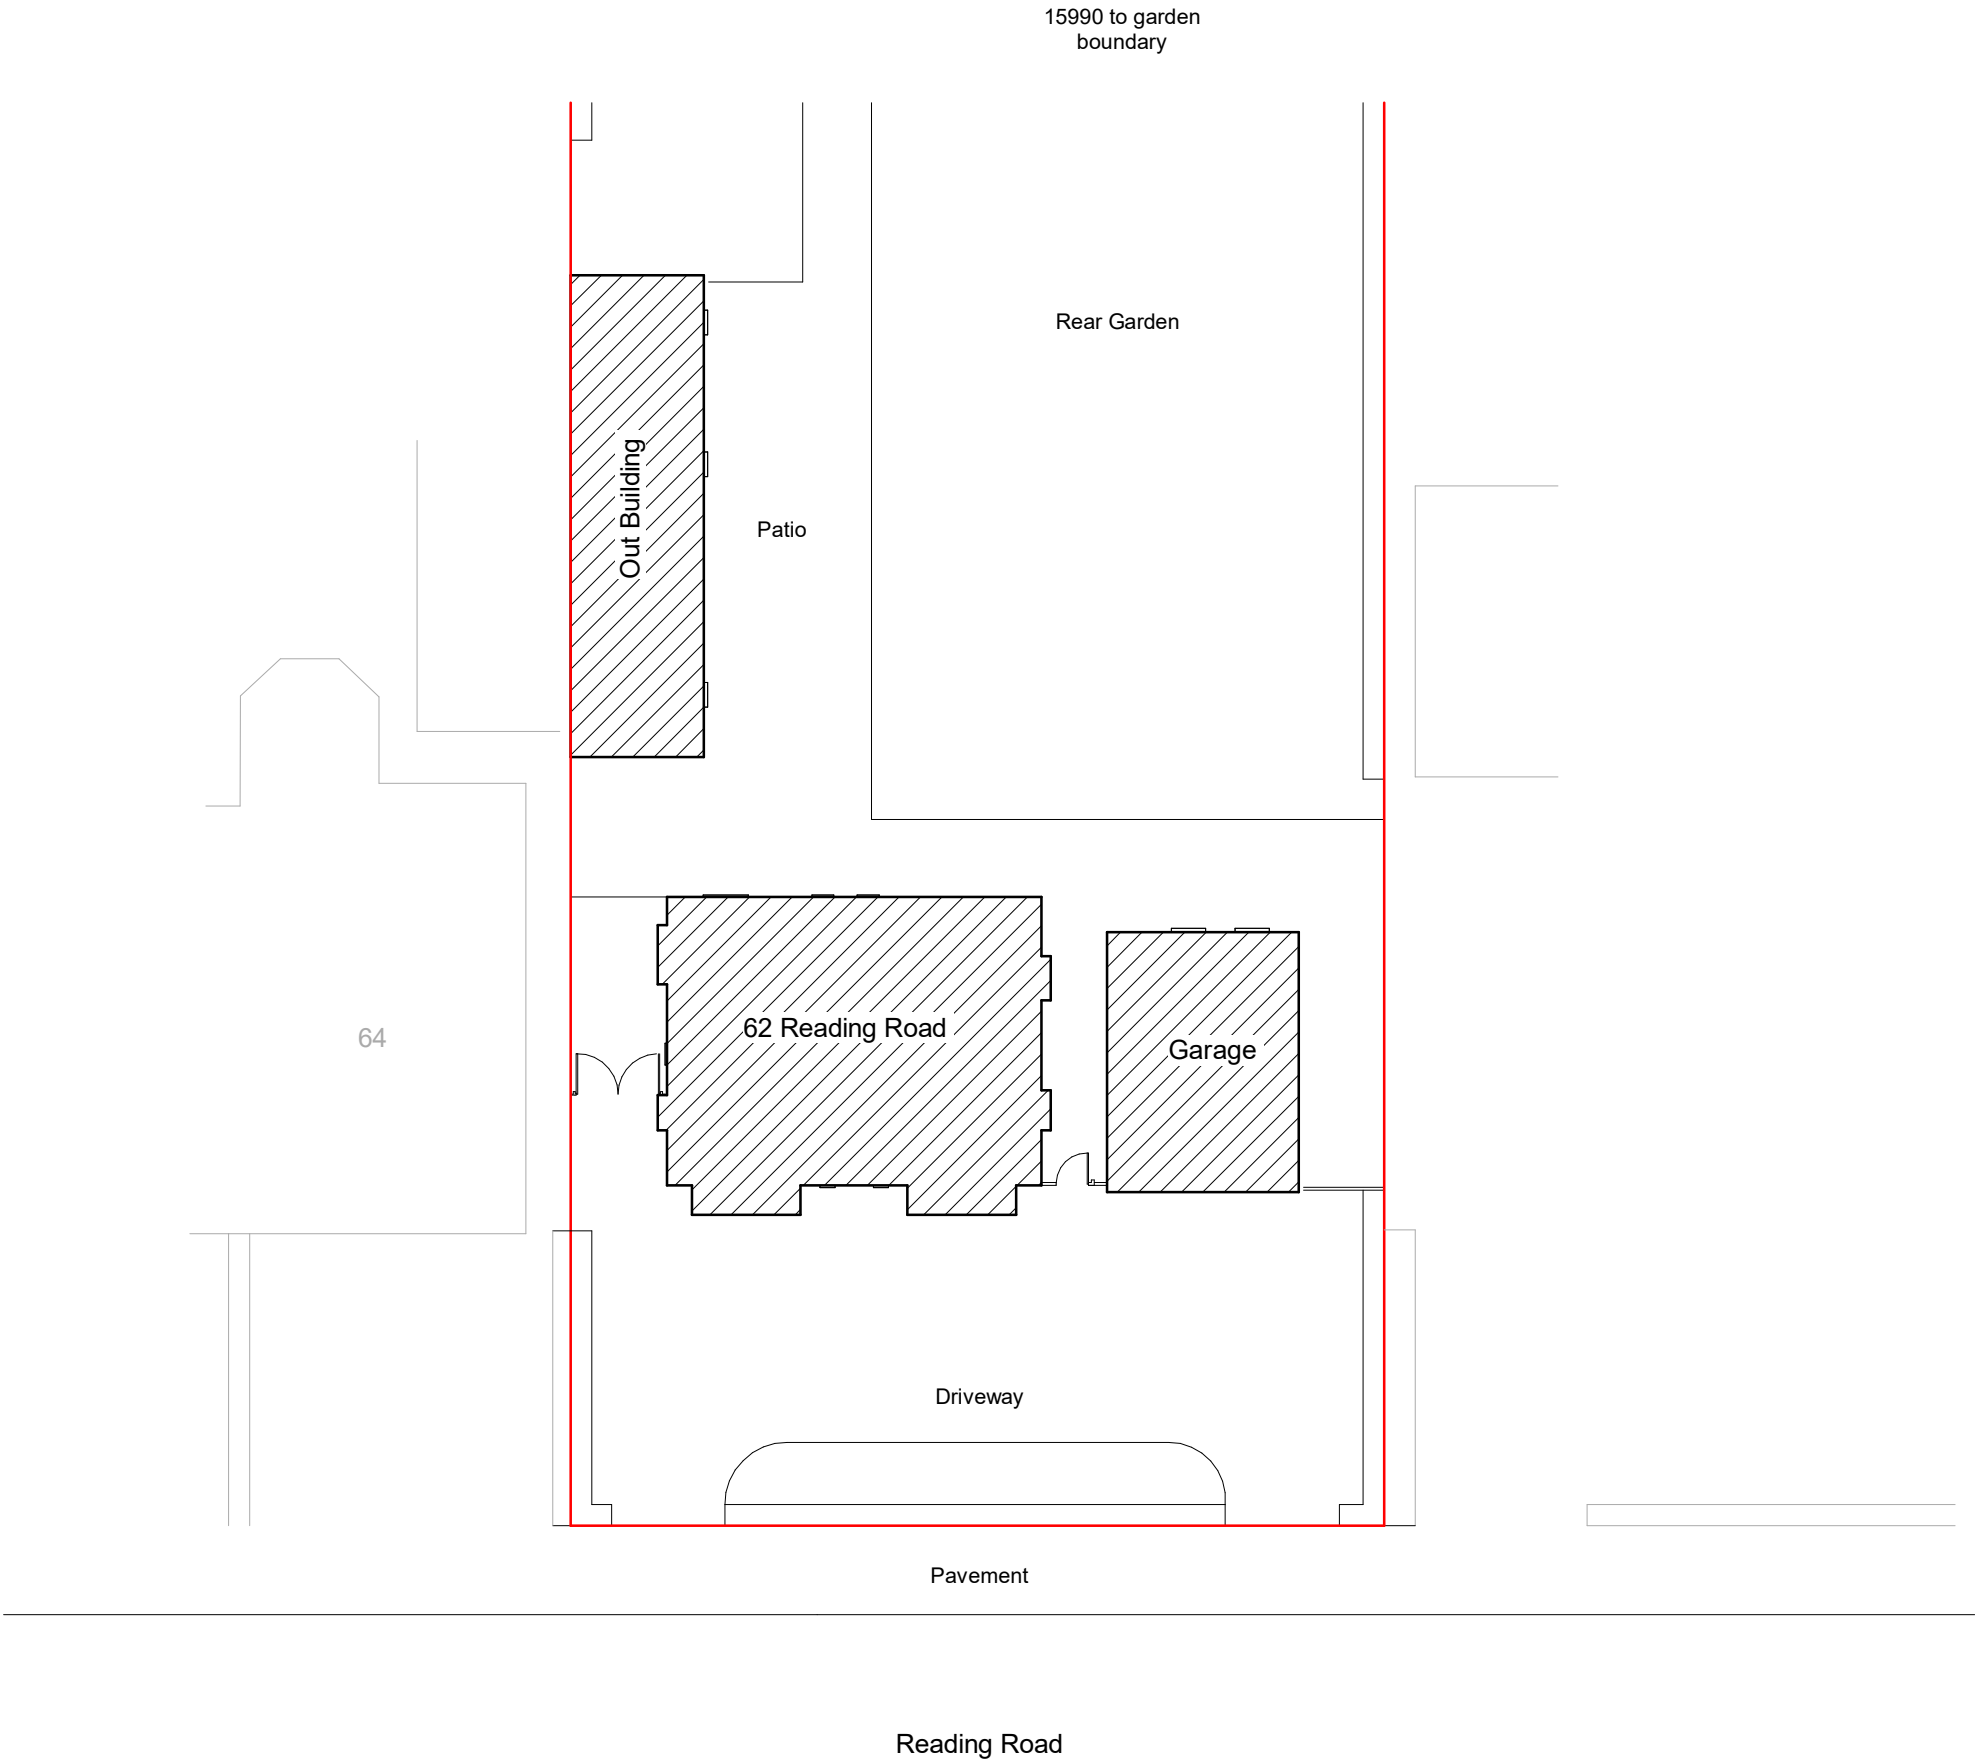 15990 to garden
boundary
Rear Garden
Out Building
Patio
62 Reading Road
64
Garage
Driveway
Pavement
Reading Road